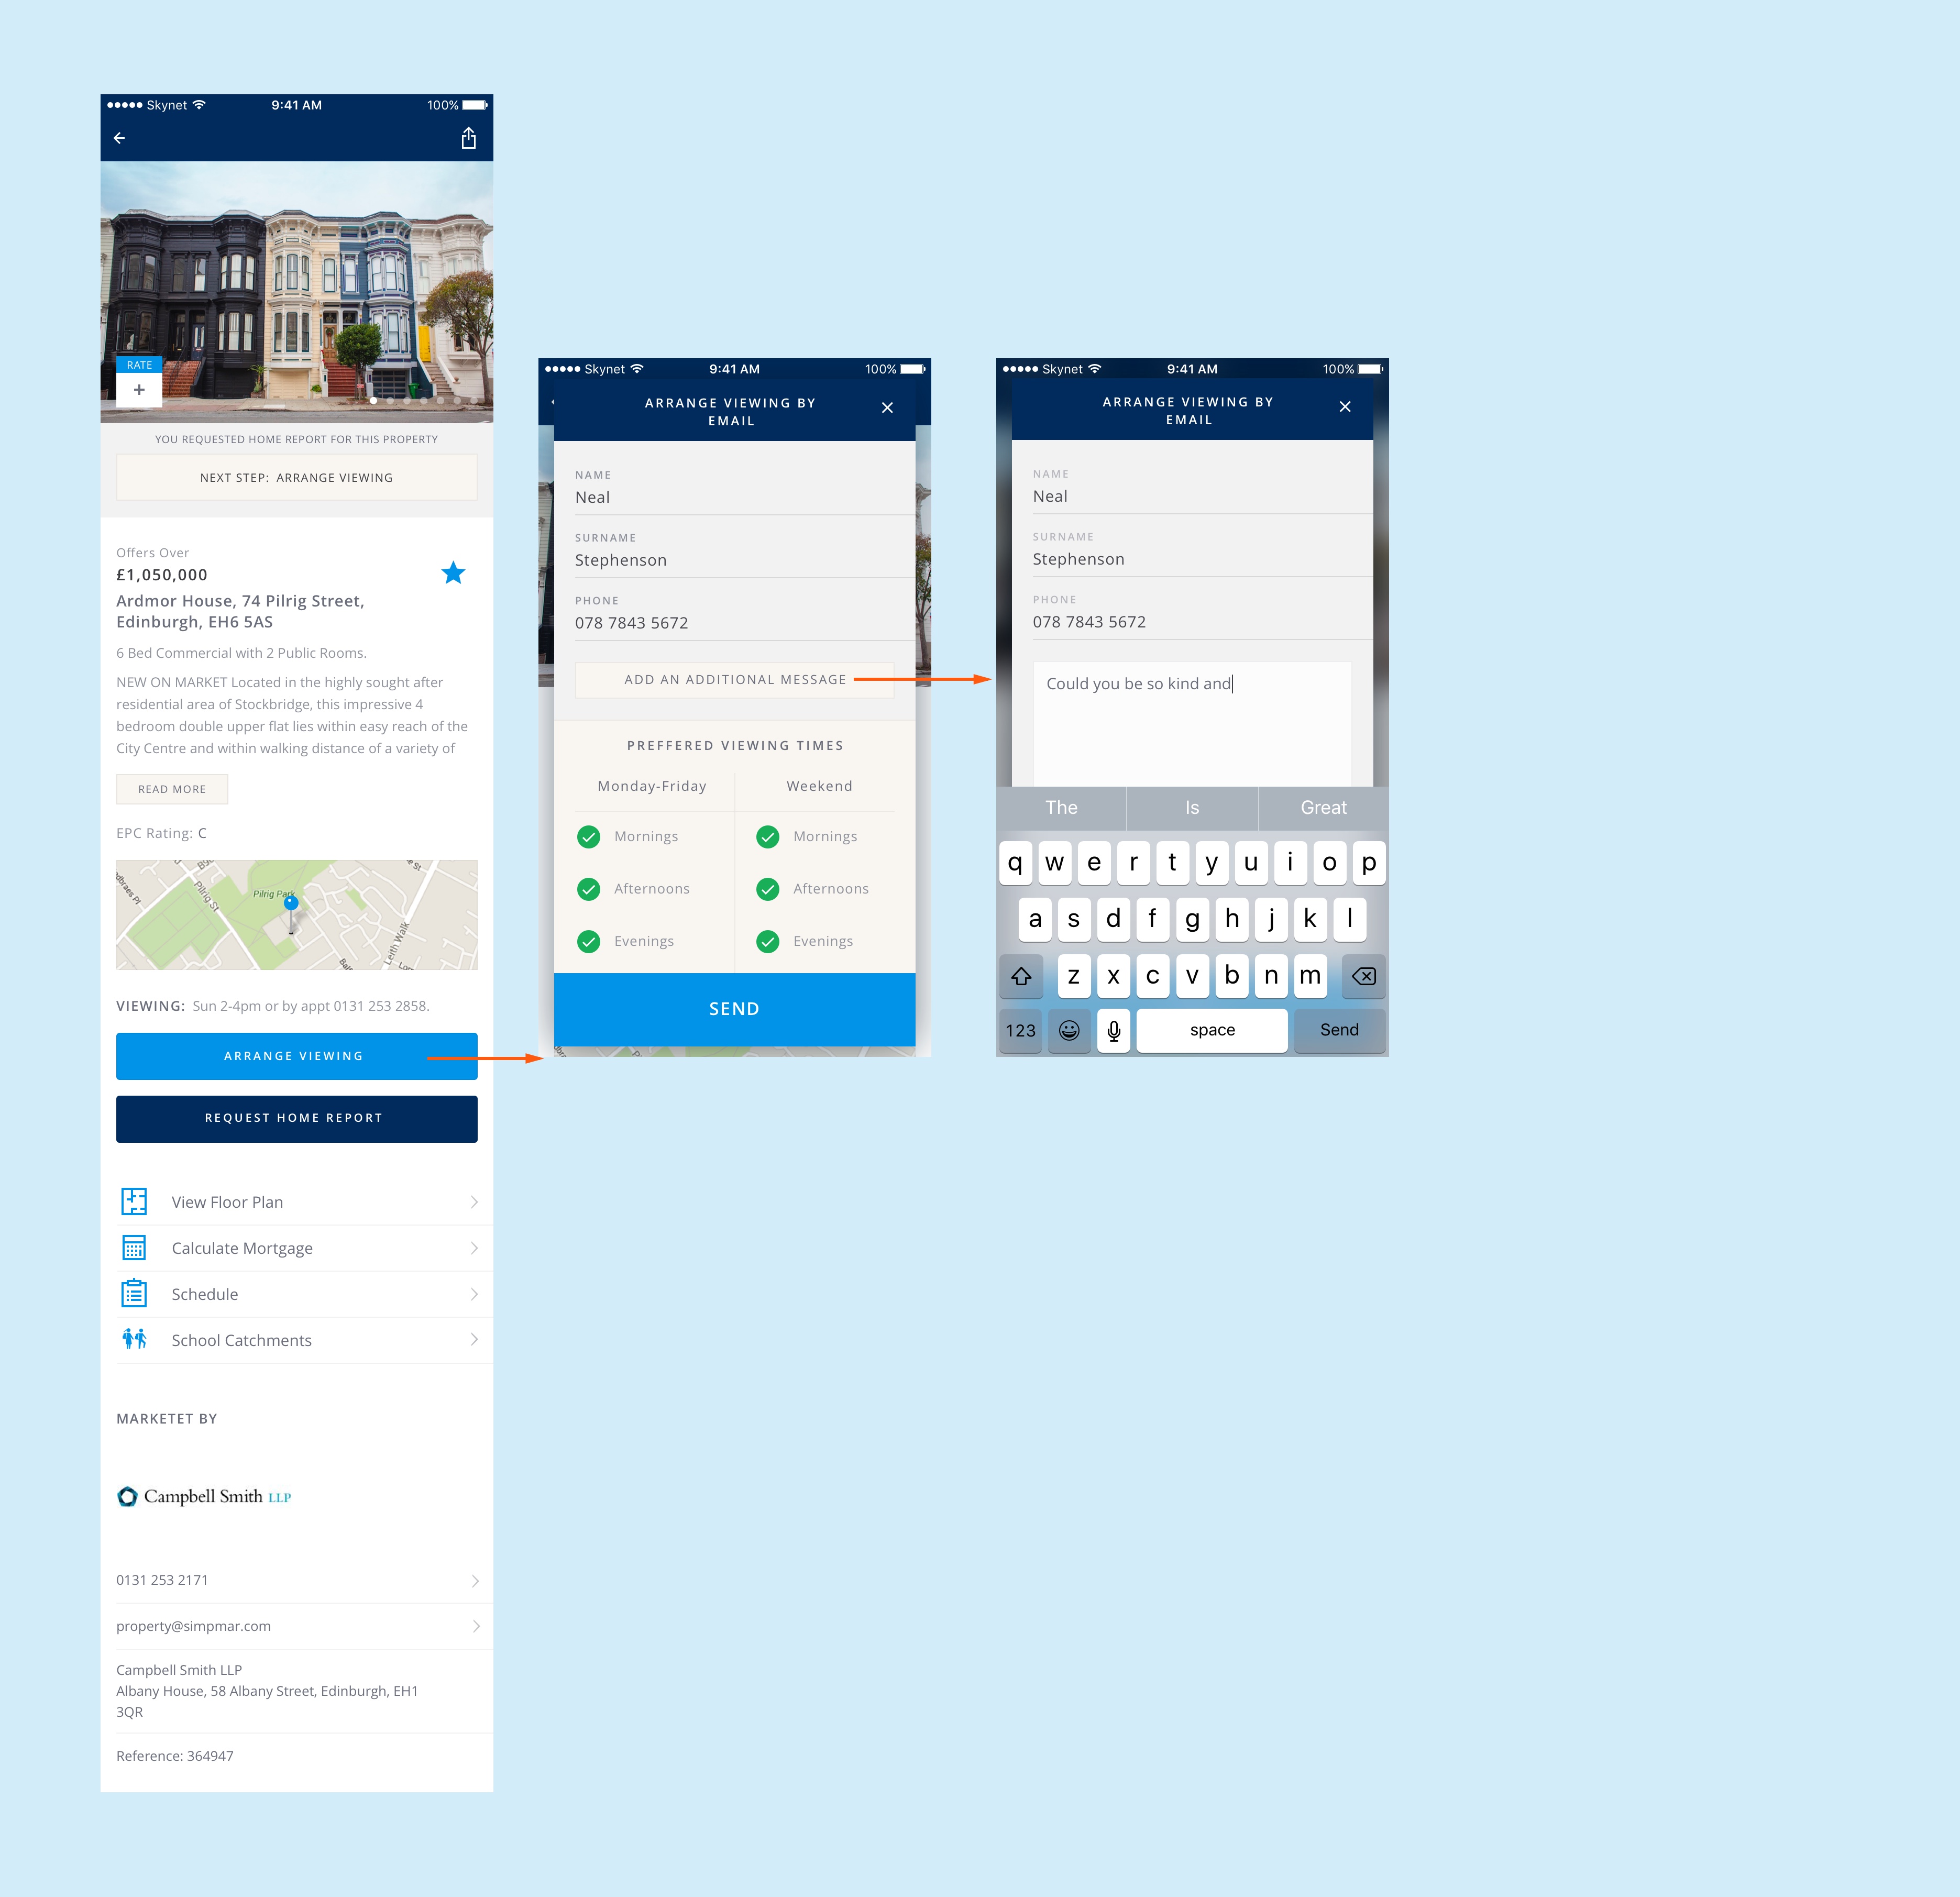 Skynet 9:41 AM 100%
RATE
+
YOU REQUESTED HOME REPORT FOR THIS PROPERTY
NEXT STEP: ARRANGE VIEWING
Offers Over
£1,050,000
Ardmor House, 74 Pilrig Street,
Edinburgh, EH6 5AS
6 Bed Commercial with 2 Public Rooms.
NEW ON MARKET Located in the highly sought after
residential area of Stockbridge, this impressive 4
bedroom double upper flat lies within easy reach of the
City Centre and within walking distance of a variety of
READ MORE
EPC Rating: C
Pilrig St
Pilrig Park
Leith Walk
VIEWING: Sun 2-4pm or by appt 0131 253 2858.
ARRANGE VIEWING
REQUEST HOME REPORT
View Floor Plan
Calculate Mortgage
Schedule
School Catchments
MARKETET BY
Campbell Smith LLP
0131 253 2171
property@simpmar.com
Campbell Smith LLP
Albany House, 58 Albany Street, Edinburgh, EH1
3QR
Reference: 364947
Skynet 9:41 AM 100%
ARRANGE VIEWING BY
EMAIL
NAME
Neal
SURNAME
Stephenson
PHONE
078 7843 5672
ADD AN ADDITIONAL MESSAGE
PREFFERED VIEWING TIMES
Monday-Friday Weekend
Mornings Mornings
Afternoons Afternoons
Evenings Evenings
SEND
Skynet 9:41 AM 100%
ARRANGE VIEWING BY
EMAIL
NAME
Neal
SURNAME
Stephenson
PHONE
078 7843 5672
Could you be so kind and
The Is Great
q w e r t y u i o p
a s d f g h j k l
z x c v b n m
123 space Send